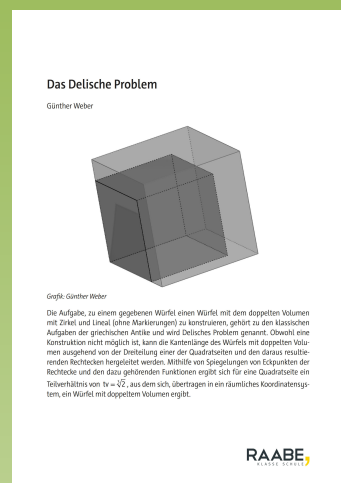 Das Delische Problem
Günther Weber
Grafik: Günther Weber
Die Aufgabe, zu einem gegebenen Würfel einen Würfel mit dem doppelten Volumen
mit Zirkel und Lineal (ohne Markierungen) zu konstruieren, gehört zu den klassischen
Aufgaben der griechischen Antike und wird Delisches Problem genannt. Obwohl eine
Konstruktion nicht möglich ist, kann die Kantenlänge des Würfels mit doppelten Volu-
men ausgehend von der Dreiteilung einer der Quadratseiten und den daraus resultie-
renden Rechtecken hergeleitet werden. Mithilfe von Spiegelungen von Eckpunkten der
Rechtecke und den dazu gehörenden Funktionen ergibt sich für eine Quadratseite ein
Teilverhältnis von tv = ∛2, aus dem sich, übertragen in ein räumliches Koordinatensys-
tem, ein Würfel mit doppeltem Volumen ergibt.
RAABE,
KLASSE SCHULE